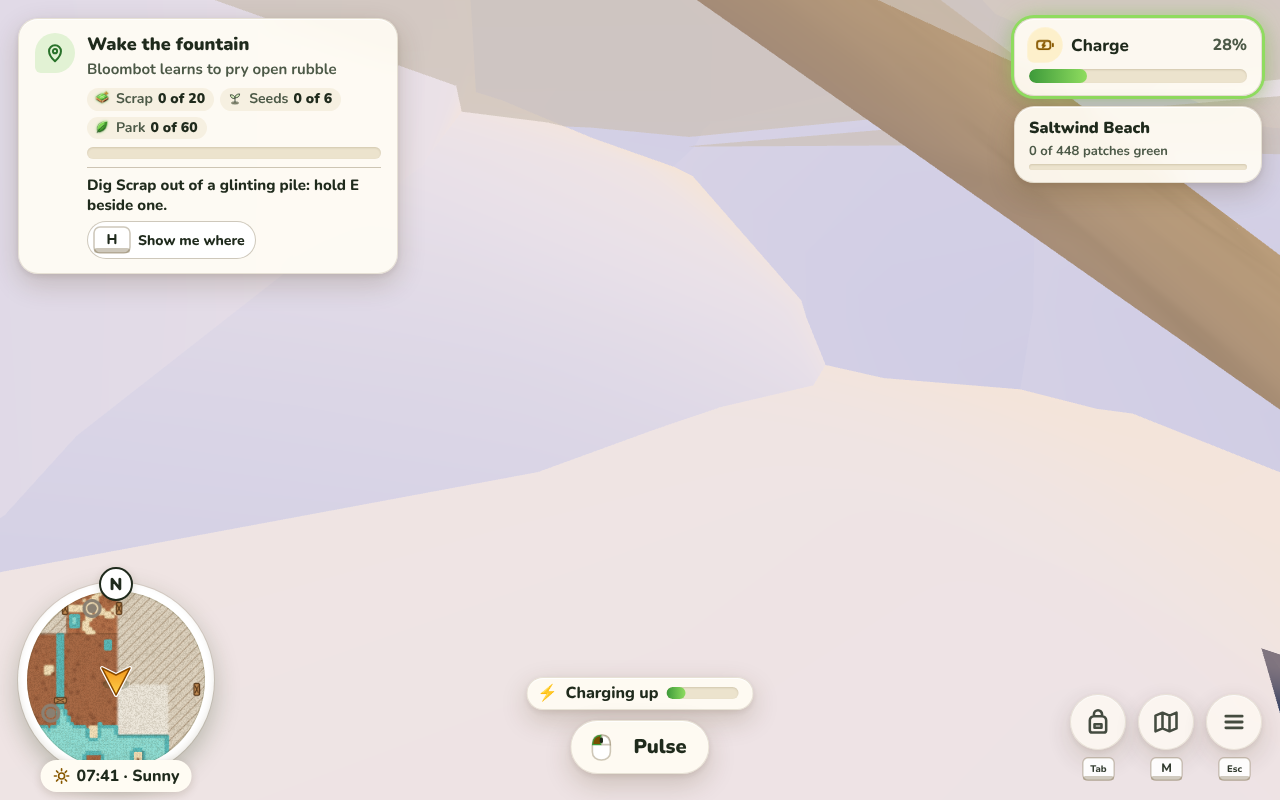 Wake the fountain
Bloombot learns to pry open rubble
Scrap 0 of 20
Seeds 0 of 6
Park 0 of 60
Dig Scrap out of a glinting pile: hold E
beside one.
H Show me where
Charge 28%
Saltwind Beach
0 of 448 patches green
N
07:41 · Sunny
Charging up
Pulse
Tab
M
Esc